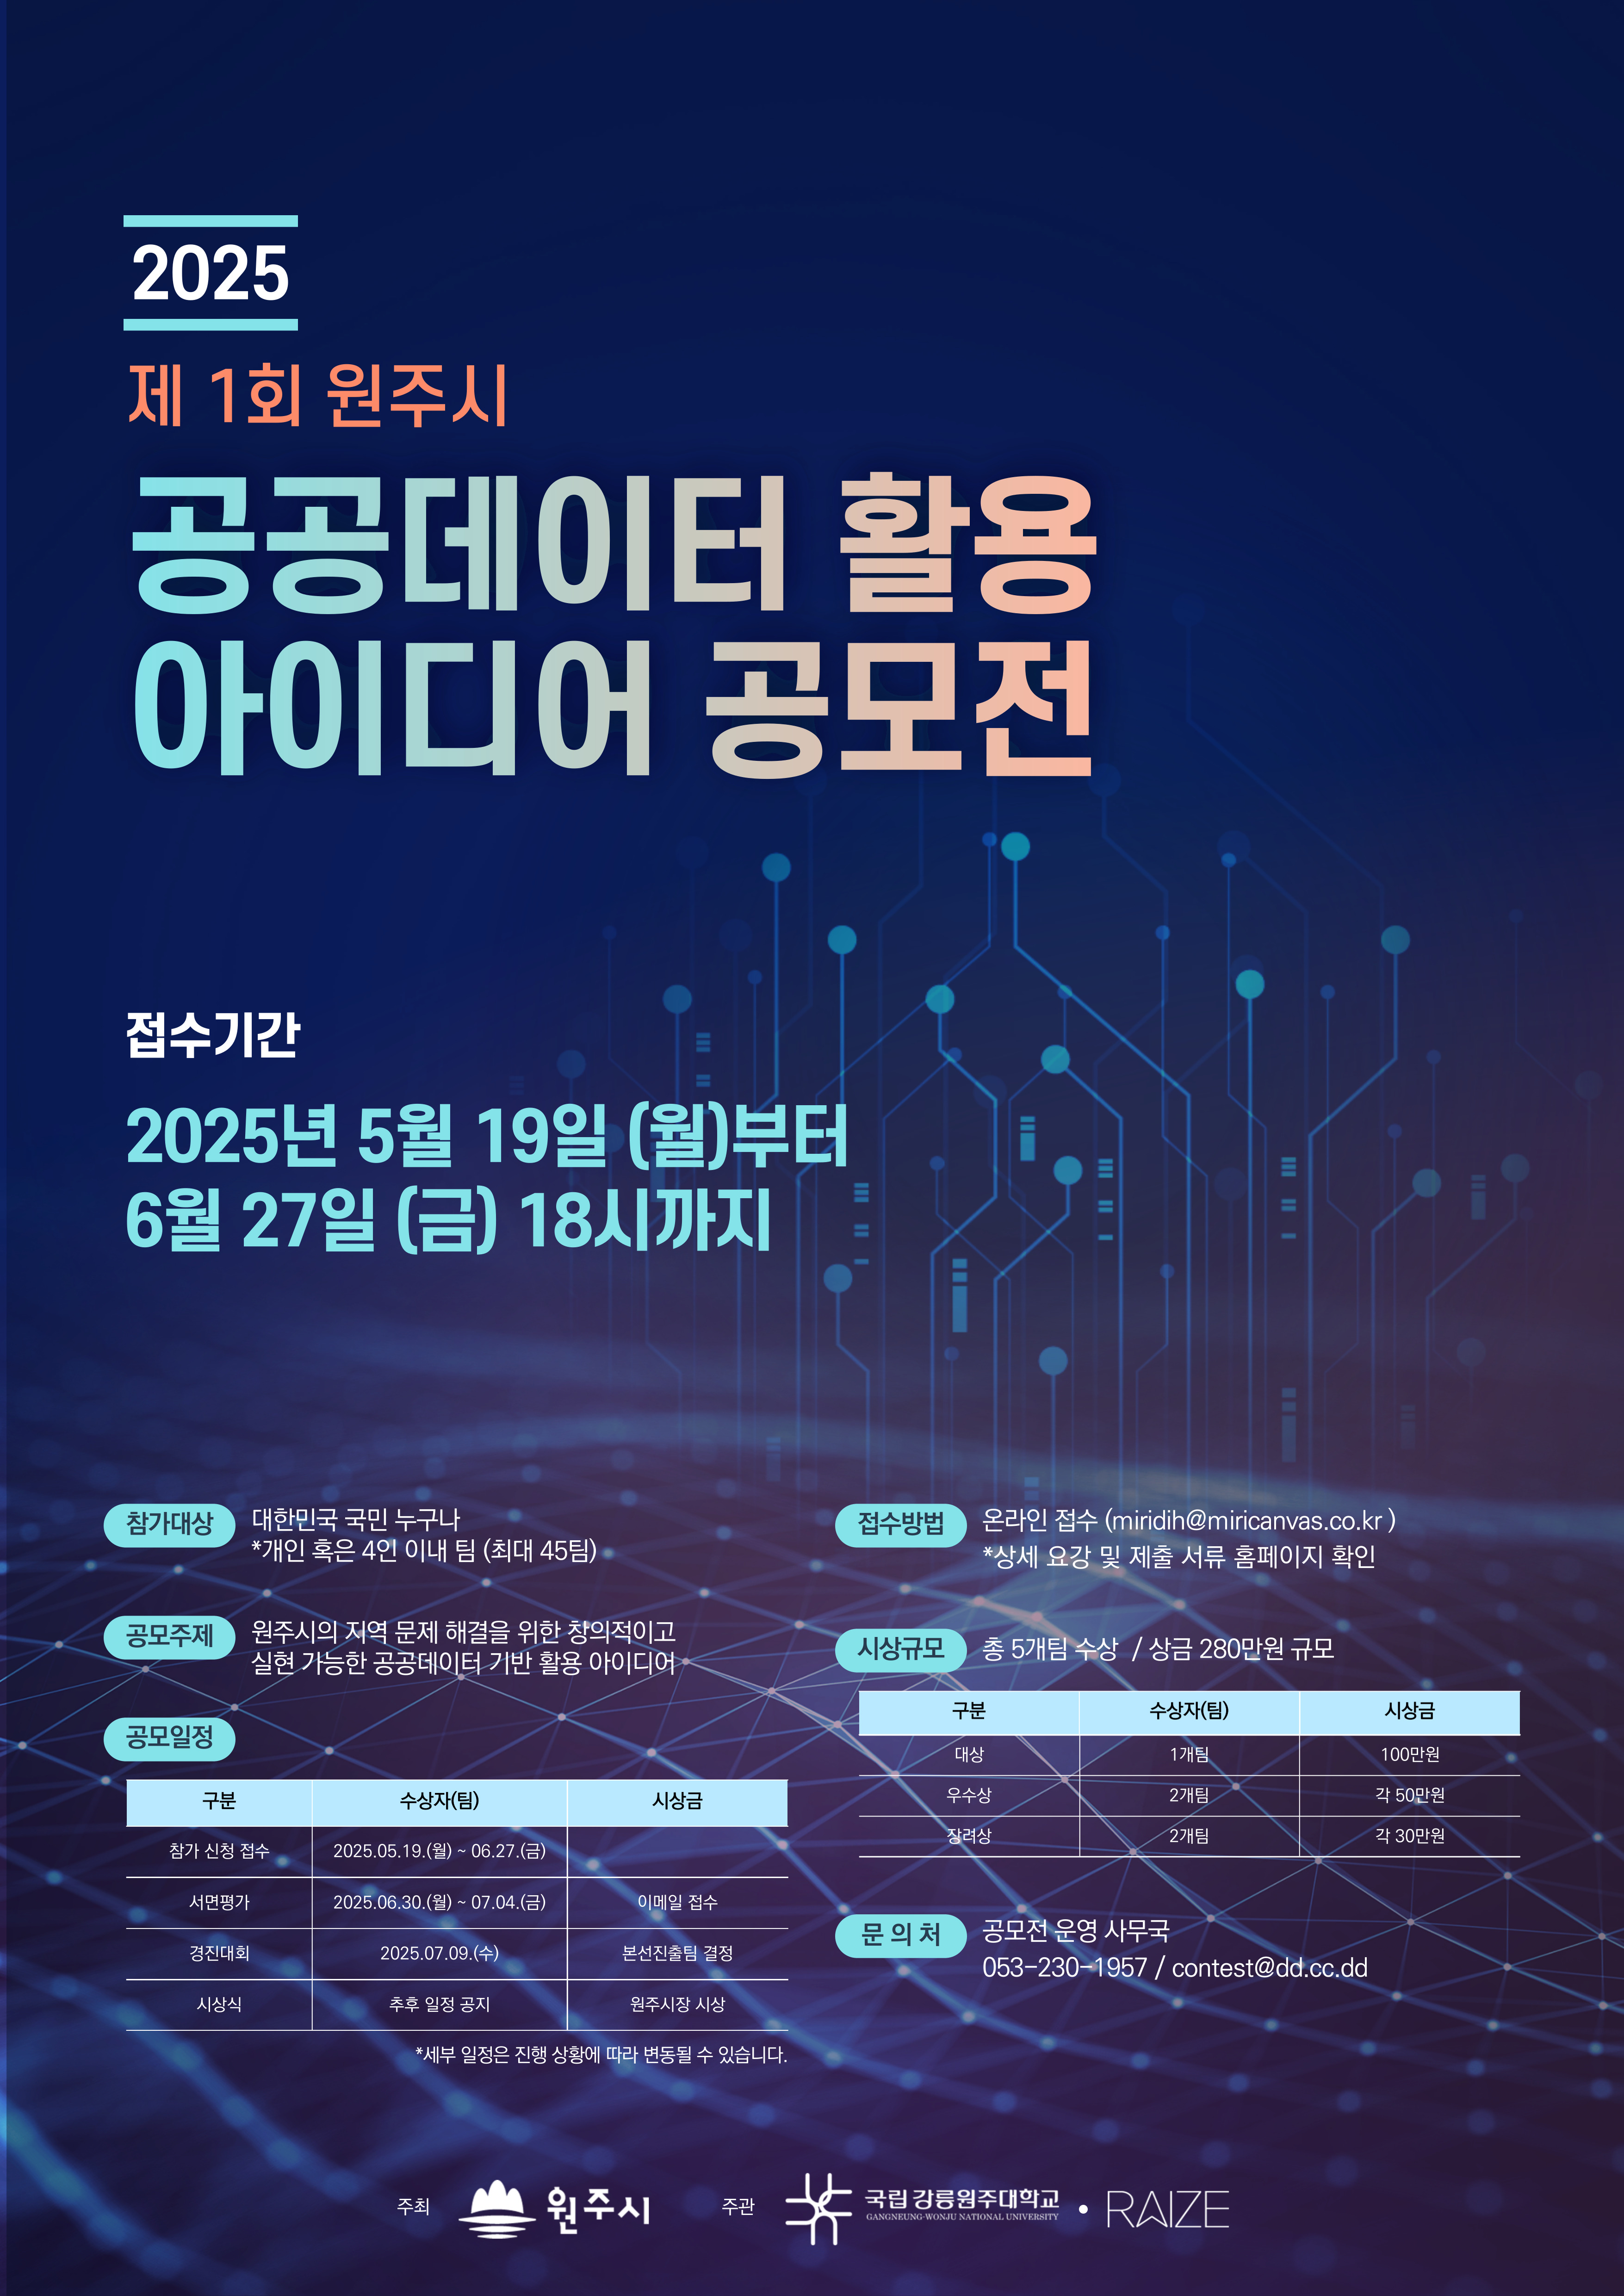 2025
제 1회 원주시
공공데이터 활용
아이디어 공모전
접수기간
2025년 5월 19일 (월)부터
6월 27일 (금) 18시까지
참가대상
대한민국 국민 누구나
*개인 혹은 4인 이내 팀 (최대 45팀)
공모주제
원주시의 지역 문제 해결을 위한 창의적이고
실현 가능한 공공데이터 기반 활용 아이디어
공모일정
구분 수상자(팀) 시상금
참가 신청 접수 2025.05.19.(월) ~ 06.27.(금)
서면평가 2025.06.30.(월) ~ 07.04.(금) 이메일 접수
경진대회 2025.07.09.(수) 본선진출팀 결정
시상식 추후 일정 공지 원주시장 시상
*세부 일정은 진행 상황에 따라 변동될 수 있습니다.
접수방법
온라인 접수 (miridih@miricanvas.co.kr )
*상세 요강 및 제출 서류 홈페이지 확인
시상규모
총 5개팀 수상 / 상금 280만원 규모
구분 수상자(팀) 시상금
대상 1개팀 100만원
우수상 2개팀 각 50만원
장려상 2개팀 각 30만원
문 의 처
공모전 운영 사무국
053-230-1957 / contest@dd.cc.dd
주최 원주시 주관 국립강릉원주대학교 • RAIZE
GANGNEUNG-WONJU NATIONAL UNIVERSITY